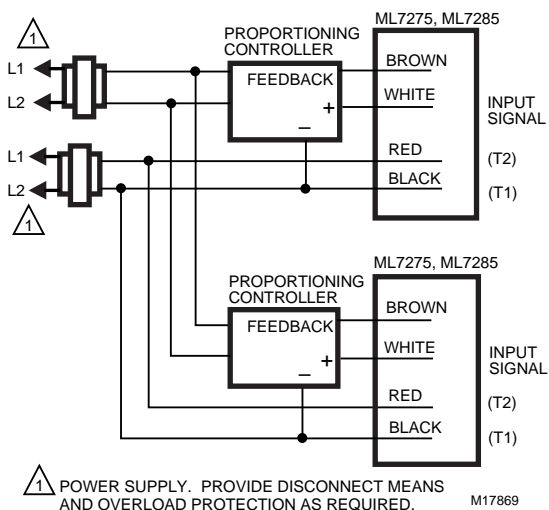 ML7275, ML7285
PROPORTIONING
CONTROLLER
1
L1
L2
FEEDBACK
+
–
BROWN
WHITE
INPUT
SIGNAL
L1
L2
1
RED
(T2)
BLACK
(T1)
ML7275, ML7285
PROPORTIONING
CONTROLLER
FEEDBACK
+
–
BROWN
WHITE
INPUT
SIGNAL
RED
(T2)
BLACK
(T1)
1 POWER SUPPLY. PROVIDE DISCONNECT MEANS
AND OVERLOAD PROTECTION AS REQUIRED.
M17869